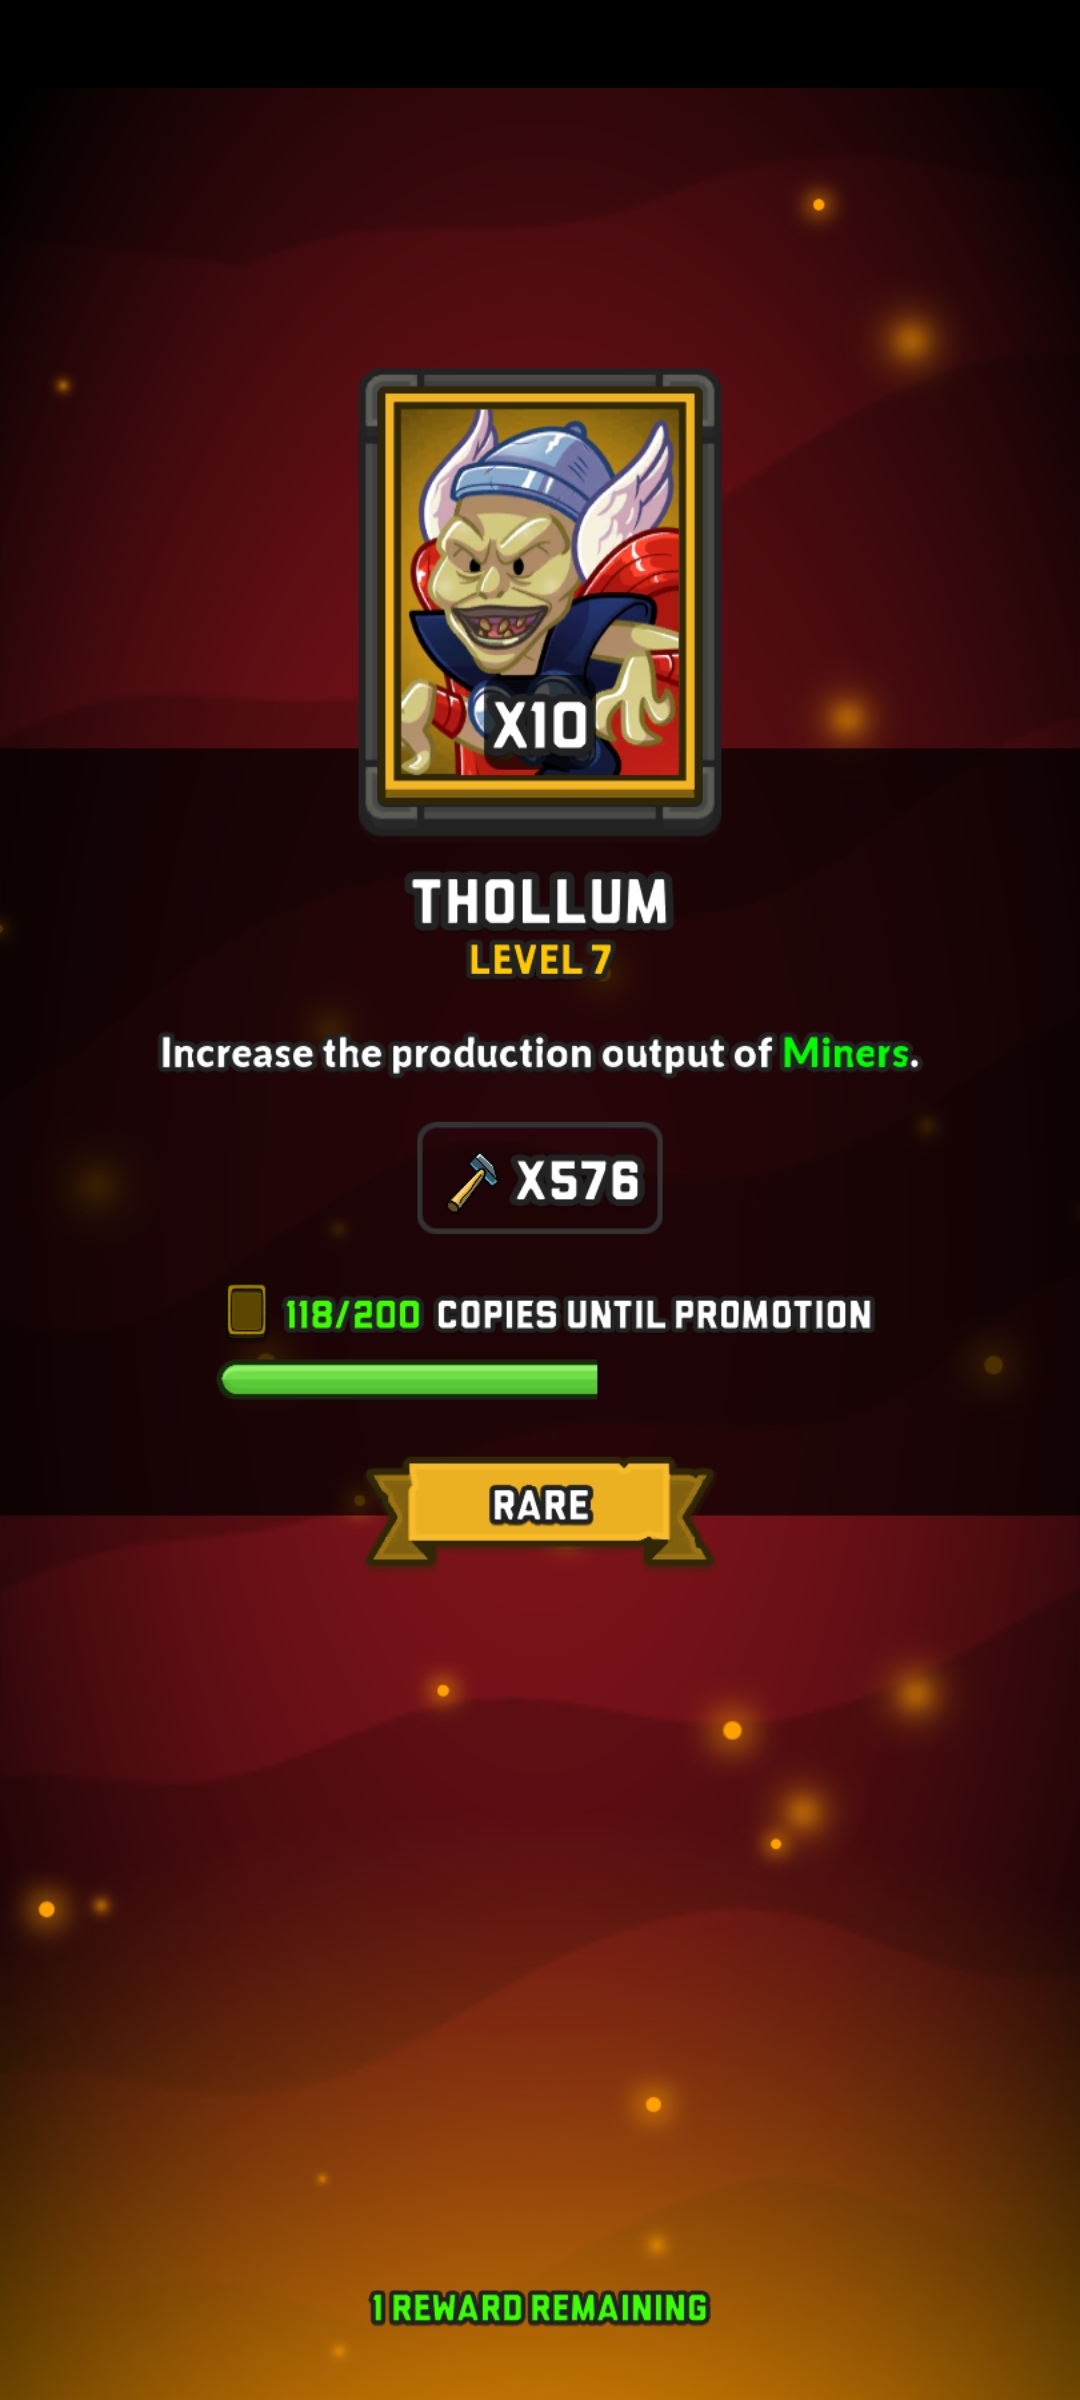 X10
THOLLUM
LEVEL 7
Increase the production output of Miners.
X576
118/200 COPIES UNTIL PROMOTION
RARE
1 REWARD REMAINING